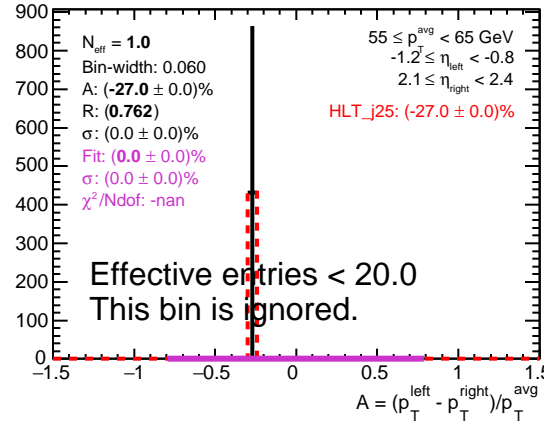 N_eff = 1.0
Bin-width: 0.060
A: (-27.0 ± 0.0)%
R: (0.762)
σ: (0.0 ± 0.0)%
Fit: (0.0 ± 0.0)%
σ: (0.0 ± 0.0)%
χ²/Ndof: -nan
55 ≤ p_T^avg < 65 GeV
-1.2 ≤ η_left < -0.8
2.1 ≤ η_right < 2.4
HLT_j25: (-27.0 ± 0.0)%
Effective entries < 20.0
This bin is ignored.
900
800
700
600
500
400
300
200
100
0
−1.5 −1 −0.5 0 0.5 1 1.5
A = (p_T^left - p_T^right)/p_T^avg